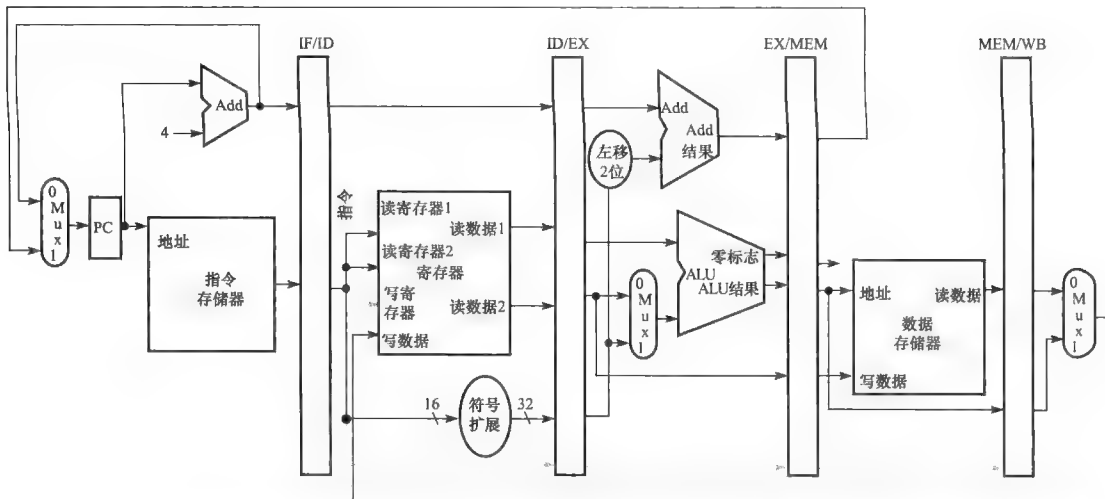 IF/ID
ID/EX
EX/MEM
MEM/WB
Add
4
Add
Add
结果
左移
2位
0
M
u
x
1
PC
地址
指令
存储器
指令
读寄存器1
读数据1
读寄存器2
寄存器
写寄
存器
读数据2
写数据
16
符号
扩展
32
0
M
u
x
1
零标志
ALU
ALU结果
地址
读数据
数据
存储器
写数据
0
M
u
x
1